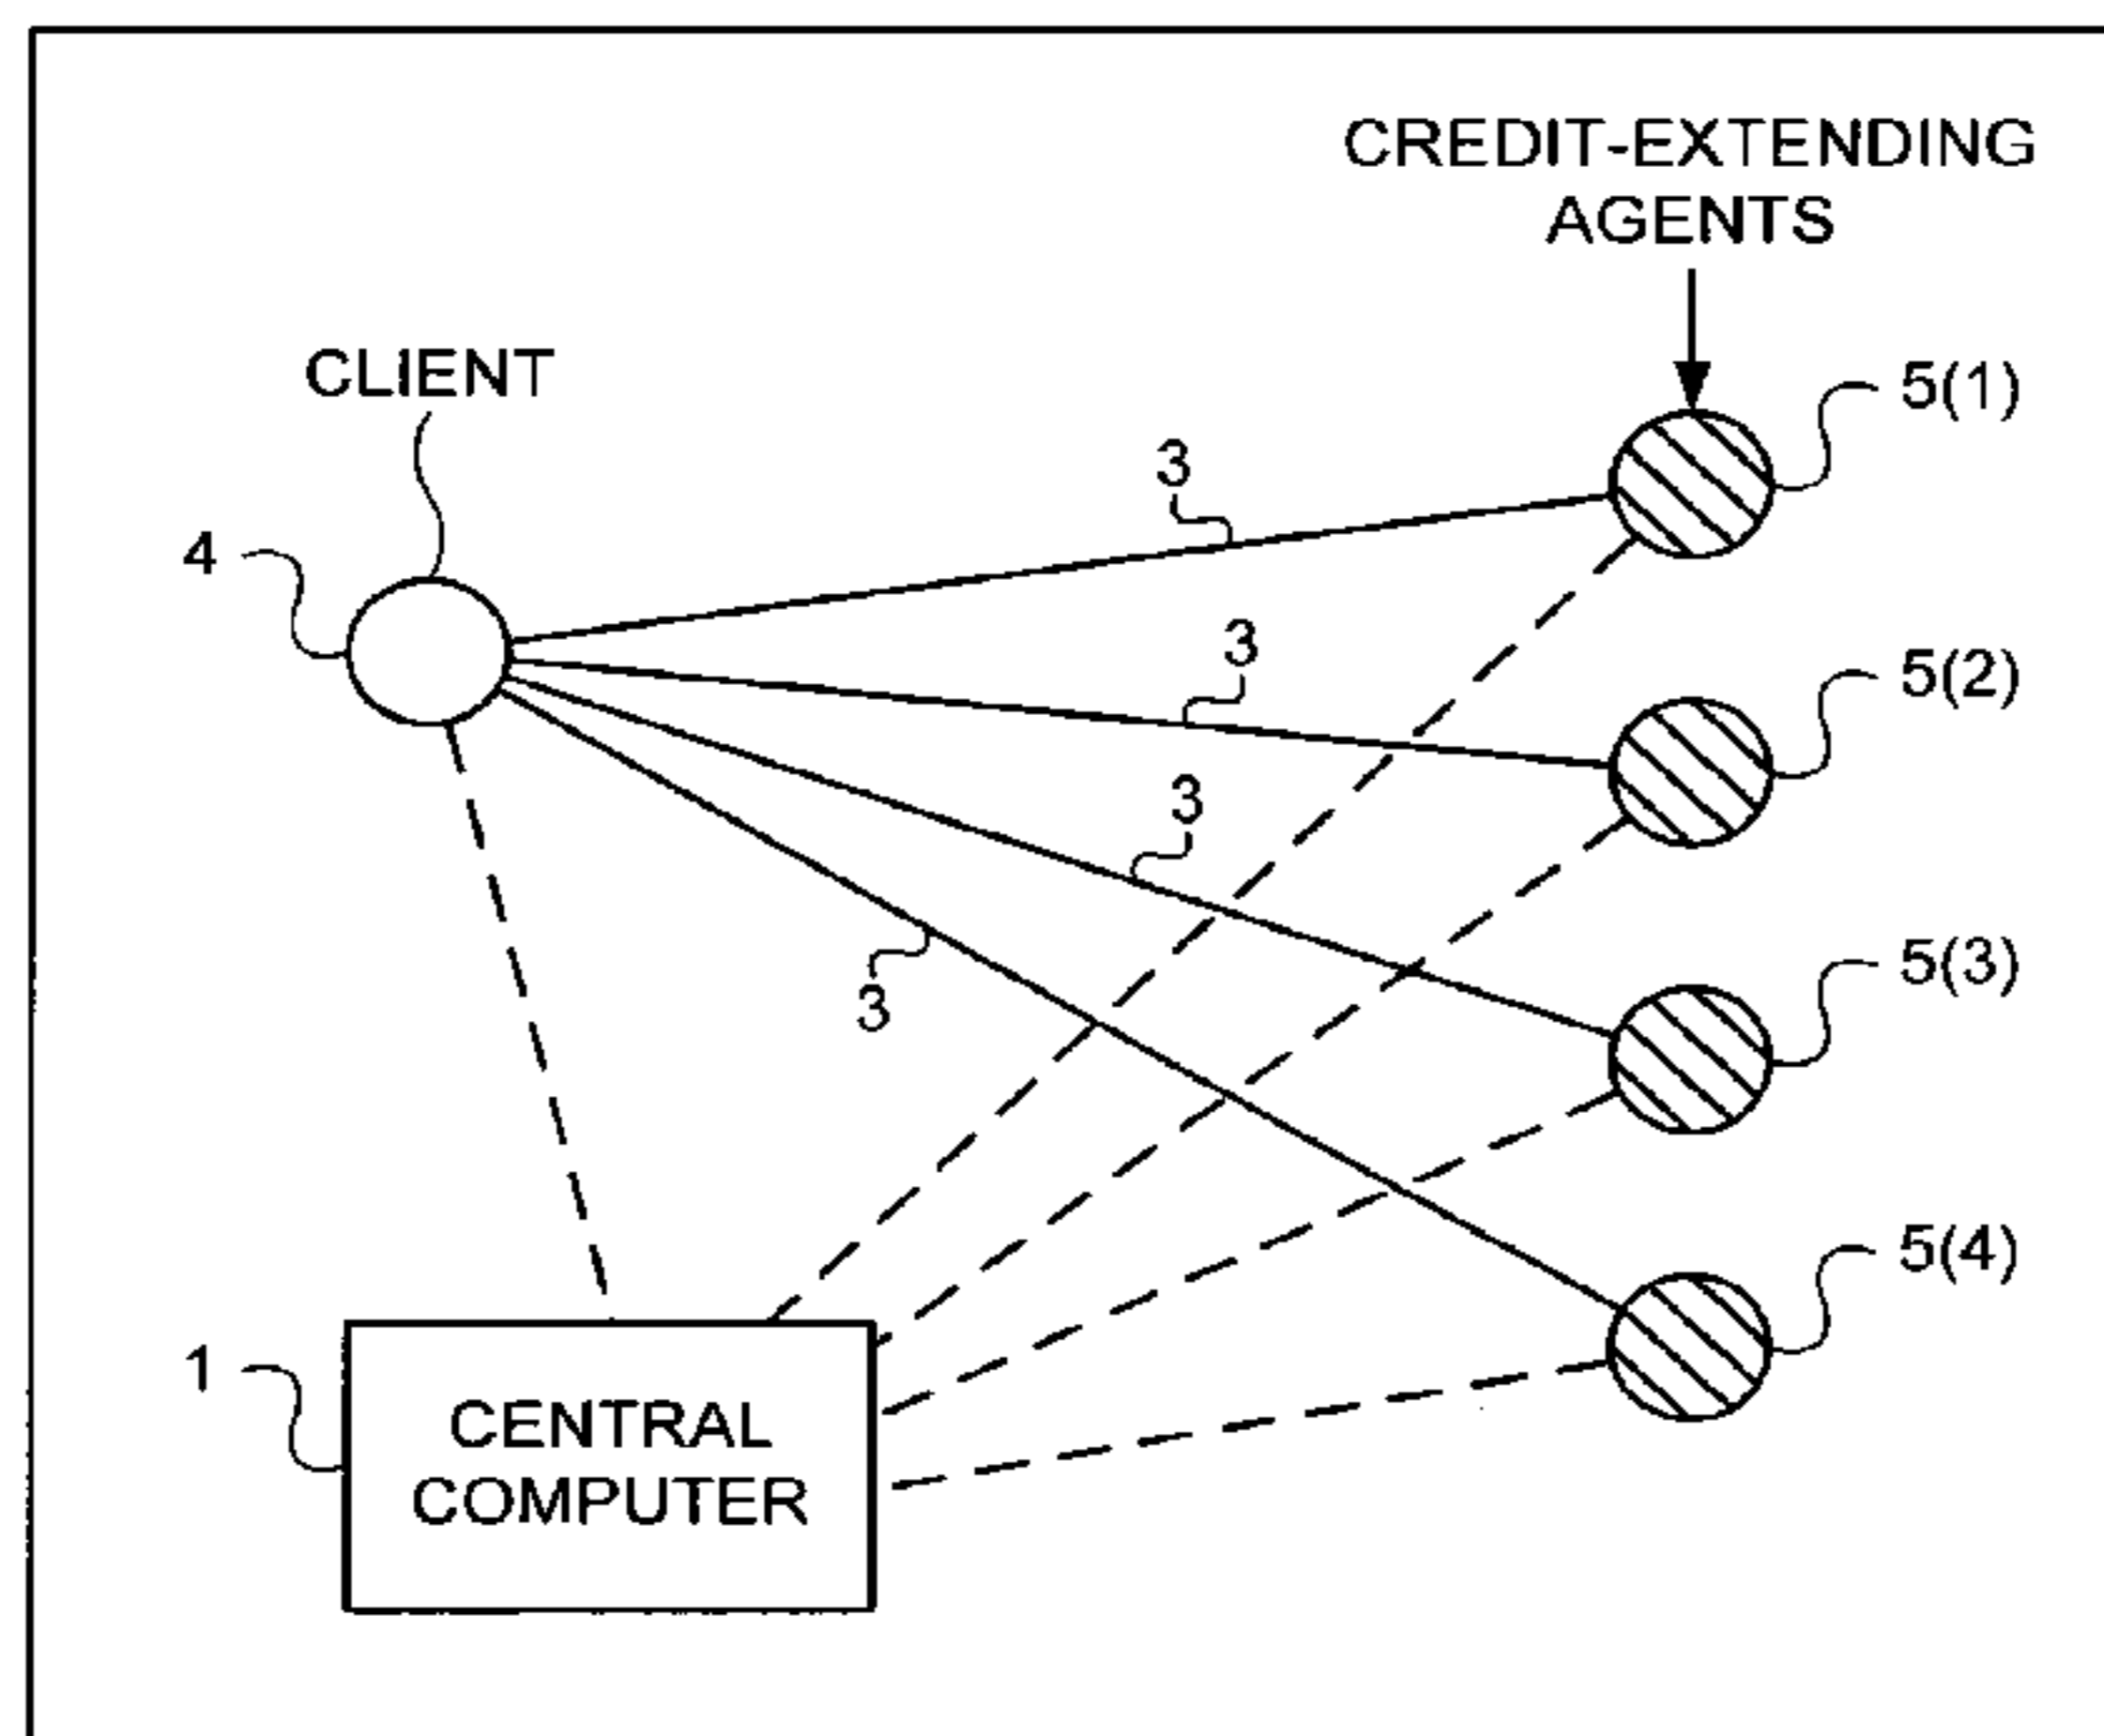 CREDIT-EXTENDING
AGENTS
CLIENT
5(1)
3
4
3
5(2)
3
5(3)
3
5(4)
1
CENTRAL
COMPUTER